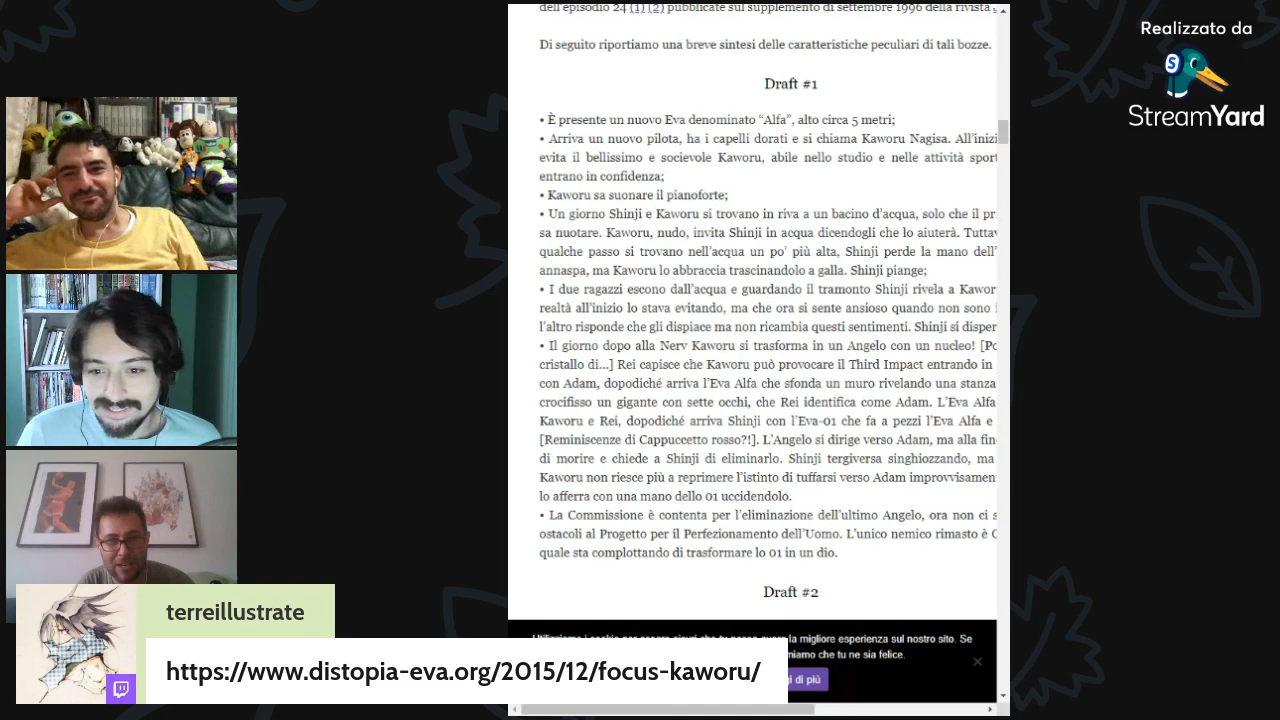 dell'episodio 24 (1) (2) pubblicate sul supplemento di settembre 1996 della rivista
Di seguito riportiamo una breve sintesi delle caratteristiche peculiari di tali bozze.
Draft #1
• È presente un nuovo Eva denominato “Alfa”, alto circa 5 metri;
• Arriva un nuovo pilota, ha i capelli dorati e si chiama Kaworu Nagisa. All'inizi
evita il bellissimo e socievole Kaworu, abile nello studio e nelle attività sport
entrano in confidenza;
• Kaworu sa suonare il pianoforte;
• Un giorno Shinji e Kaworu si trovano in riva a un bacino d'acqua, solo che il pr
sa nuotare. Kaworu, nudo, invita Shinji in acqua dicendogli che lo aiuterà. Tuttav
qualche passo si trovano nell'acqua un po' più alta, Shinji perde la mano dell'
annaspa, ma Kaworu lo abbraccia trascinandolo a galla. Shinji piange;
• I due ragazzi escono dall'acqua e guardando il tramonto Shinji rivela a Kawor
realtà all'inizio lo stava evitando, ma che ora si sente ansioso quando non sono i
l'altro risponde che gli dispiace ma non ricambia questi sentimenti. Shinji si disper
• Il giorno dopo alla Nerv Kaworu si trasforma in un Angelo con un nucleo! [Po
cristallo di...] Rei capisce che Kaworu può provocare il Third Impact entrando in
con Adam, dopodiché arriva l'Eva Alfa che sfonda un muro rivelando una stanza
crocifisso un gigante con sette occhi, che Rei identifica come Adam. L'Eva Alfa
Kaworu e Rei, dopodiché arriva Shinji con l'Eva-01 che fa a pezzi l'Eva Alfa e
[Reminiscenze di Cappuccetto rosso?!]. L'Angelo si dirige verso Adam, ma alla fin
di morire e chiede a Shinji di eliminarlo. Shinji tergiversa singhiozzando, ma
Kaworu non riesce più a reprimere l'istinto di tuffarsi verso Adam improvvisamen
lo afferra con una mano dello 01 uccidendolo.
• La Commissione è contenta per l'eliminazione dell'ultimo Angelo, ora non ci s
ostacoli al Progetto per il Perfezionamento dell'Uomo. L'unico nemico rimasto è
quale sta complottando di trasformare lo 01 in un dio.
Draft #2
la migliore esperienza sul nostro sito. Se
niamo che tu ne sia felice.
i di più
Realizzato da
StreamYard
terreillustrate
https://www.distopia-eva.org/2015/12/focus-kaworu/